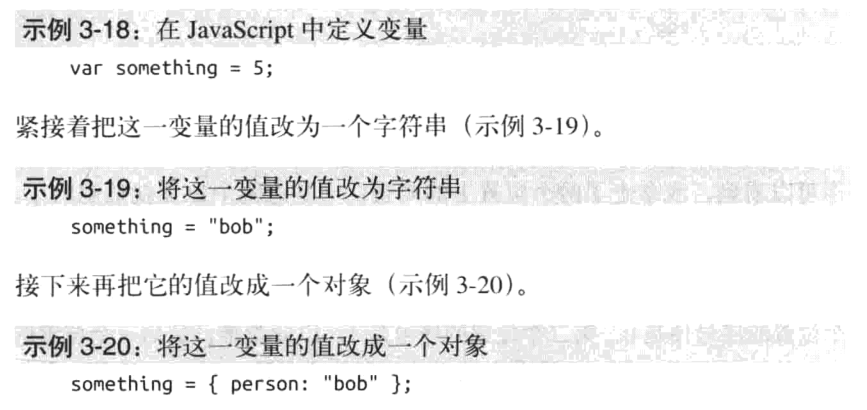 示例 3-18：在 JavaScript 中定义变量
var something = 5;
紧接着把这一变量的值改为一个字符串（示例 3-19）。
示例 3-19：将这一变量的值改为字符串
something = "bob";
接下来再把它的值改成一个对象（示例 3-20）。
示例 3-20：将这一变量的值改成一个对象
something = { person: "bob" };